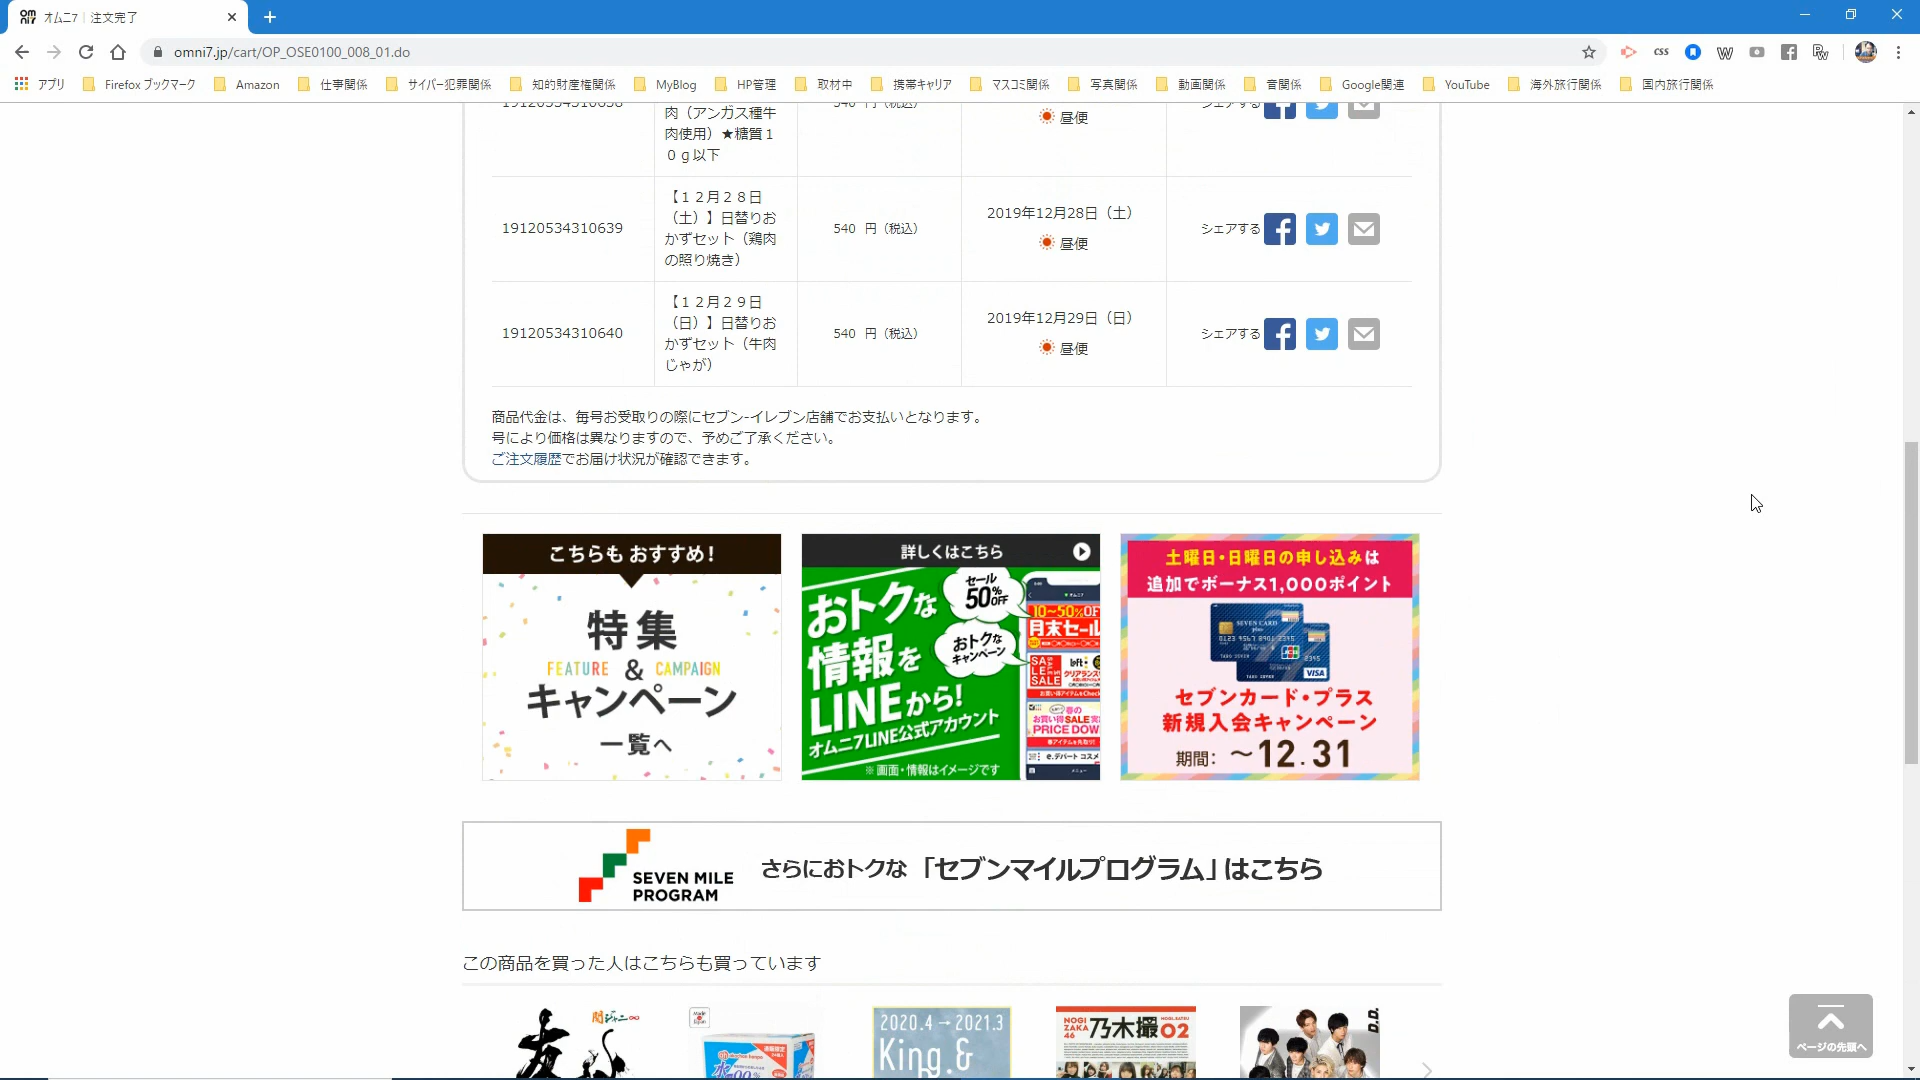 オムニ7｜注文完了
omni7.jp/cart/OP_OSE0100_008_01.do
アプリ Firefox ブックマーク Amazon 仕事関係 サイバー犯罪関係 知的財産権関係 MyBlog HP管理 取材中 携帯キャリア マスコミ関係 写真関係 動画関係 音関係 Google関連 YouTube 海外旅行関係 国内旅行関係
肉（アンガス種牛
肉使用）★糖質１
０ｇ以下
昼便
19120534310639
【１２月２８日
（土）】日替りお
かずセット（鶏肉
の照り焼き）
540 円（税込）
2019年12月28日（土）
昼便
シェアする
19120534310640
【１２月２９日
（日）】日替りお
かずセット（牛肉
じゃが）
540 円（税込）
2019年12月29日（日）
昼便
シェアする
商品代金は、毎号お受取りの際にセブン-イレブン店舗でお支払いとなります。
号により価格は異なりますので、予めご了承ください。
ご注文履歴でお届け状況が確認できます。
こちらも おすすめ！
特集
FEATURE & CAMPAIGN
キャンペーン
一覧へ
詳しくはこちら
おトクな
情報を
LINEから!
オムニ7LINE公式アカウント
セール
50%OFF
おトクな
キャンペーン
10～50%OF
月末セール
※ 画面・情報はイメージです
土曜日・日曜日の申し込みは
追加でボーナス1,000ポイント
SEVEN CARD
VISA
セブンカード・プラス
新規入会キャンペーン
期間：～12.31
SEVEN MILE
PROGRAM
さらにおトクな「セブンマイルプログラム」はこちら
この商品を買った人はこちらも買っています
関ジャニ∞
Made in Japan
2020.4→2021.3
King &
NOGI
ZAKA
46
乃木撮
02
D.D.
ページの先頭へ